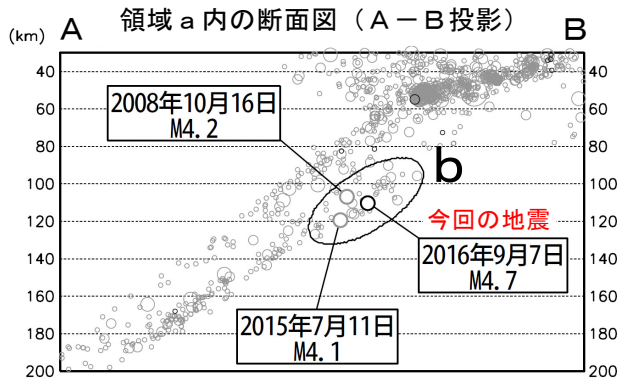 領域a内の断面図(A-B投影)
(km) A B
40 40
60 60
2008年10月16日
M4.2
80 80
b
100 100
120 120
今回の地震
140 140
2016年9月7日
M4.7
160 160
2015年7月11日
M4.1
180 180
200 200